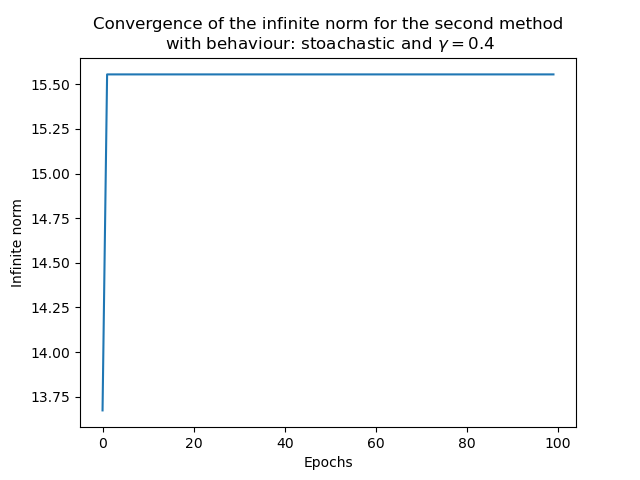 Convergence of the infinite norm for the second method
with behaviour: stoachastic and γ = 0.4
15.50
15.25
15.00
14.75
14.50
14.25
14.00
13.75
Infinite norm
0 20 40 60 80 100
Epochs